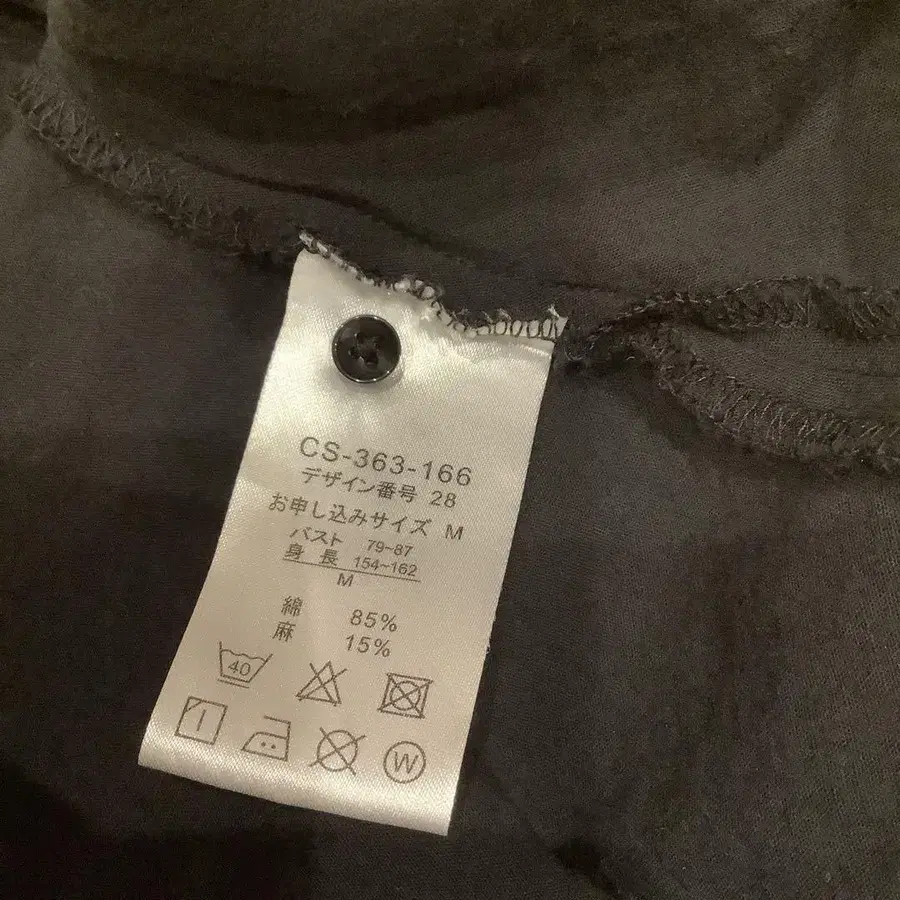 CS-363-166
デザイン番号 28
お申し込みサイズ M
バスト 79~87
身長 154~162
M
綿 85%
麻 15%
40
W